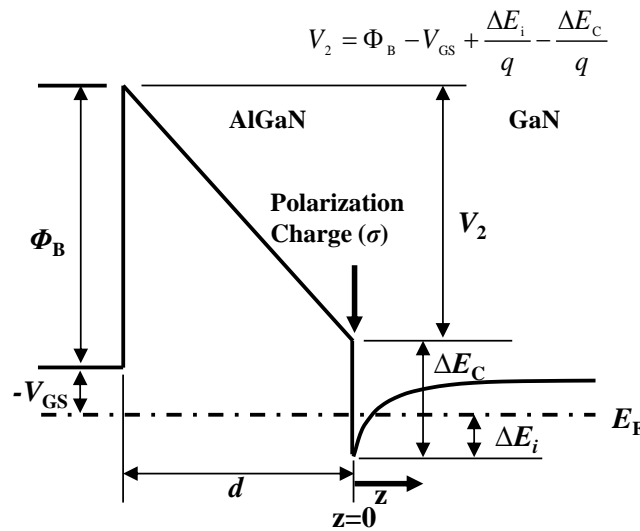 V₂ = Φ_B − V_GS + ΔE_i/q − ΔE_C/q
AlGaN
GaN
Polarization
Charge (σ)
V₂
Φ_B
ΔE_C
-V_GS
E_F
ΔE_i
d
z
z=0